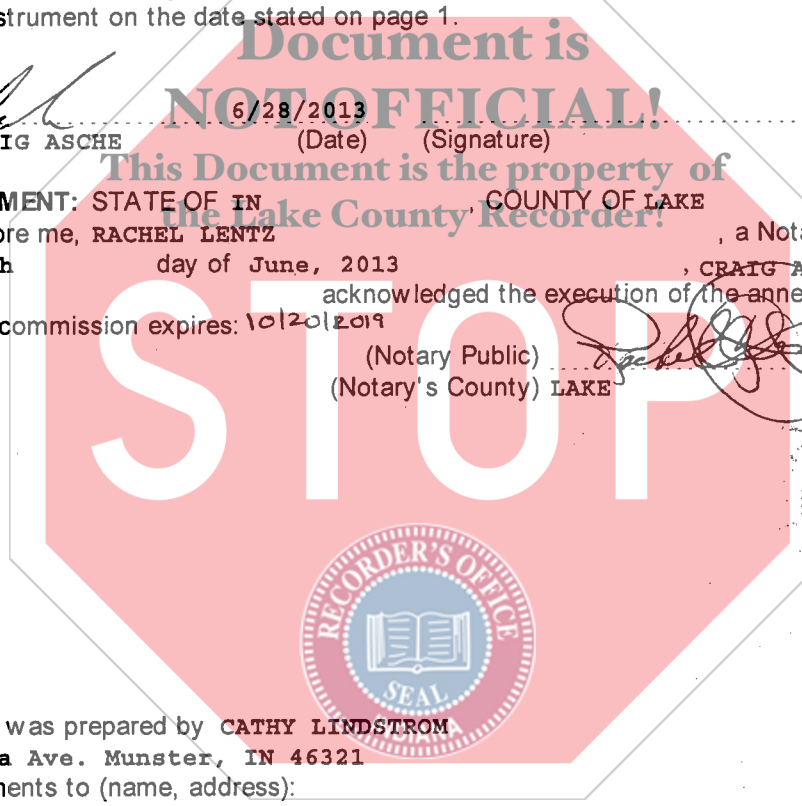 strument on the date stated on page 1.
Document is
NOT OFFICIAL!
6/28/2013
IG ASCHE (Date) (Signature)
This Document is the property of
the Lake County Recorder!
MENT: STATE OF IN , COUNTY OF LAKE
ore me, RACHEL LENTZ , a Nota
h day of June, 2013 , CRAIG A
acknowledged the execution of the anne
commission expires: 10/20/2019
(Notary Public)
(Notary's County) LAKE
STOP
RECORDER'S OFFICE
SEAL
INDIANA
was prepared by CATHY LINDSTROM
a Ave. Munster, IN 46321
ents to (name, address):